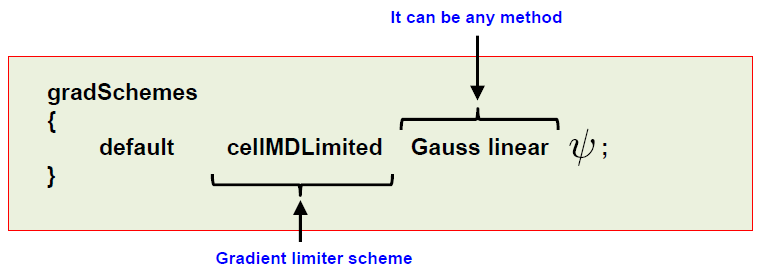 It can be any method
gradSchemes
{
default cellMDLimited Gauss linear ψ ;
}
Gradient limiter scheme